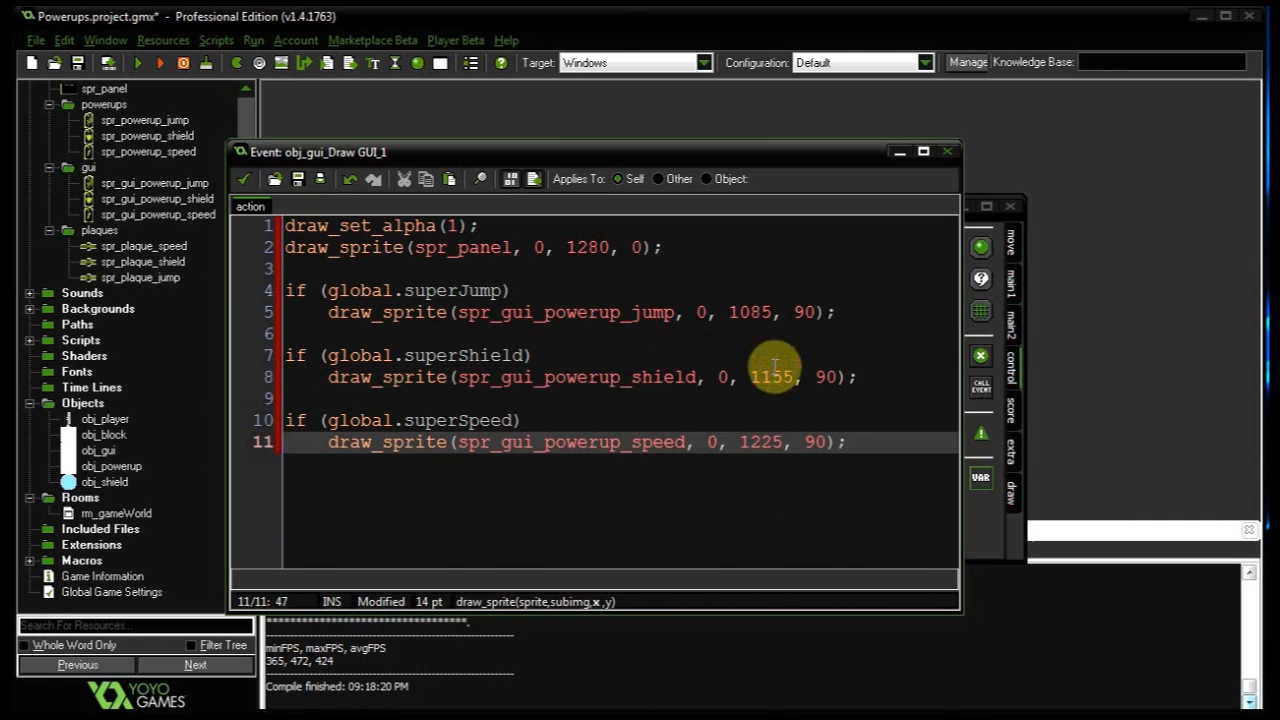 Powerups.project.gmx* - Professional Edition (v1.4.1763)
File Edit Window Resources Scripts Run Account Marketplace Beta Player Beta Help
Target: Windows Configuration: Default Manage Knowledge Base:
spr_panel
powerups
spr_powerup_jump
spr_powerup_shield
spr_powerup_speed
gui
spr_gui_powerup_jump
spr_gui_powerup_shield
spr_gui_powerup_speed
plaques
spr_plaque_speed
spr_plaque_shield
spr_plaque_jump
Sounds
Backgrounds
Paths
Scripts
Shaders
Fonts
Time Lines
Objects
obj_player
obj_block
obj_gui
obj_powerup
obj_shield
Rooms
rm_gameWorld
Included Files
Extensions
Macros
Game Information
Global Game Settings
Search For Resources...
Whole Word Only Filter Tree
Previous Next
YOYO
GAMES
Event: obj_gui_Draw GUI_1
Applies To: Self Other Object:
action
1 draw_set_alpha(1);
2 draw_sprite(spr_panel, 0, 1280, 0);
3
4 if (global.superJump)
5 draw_sprite(spr_gui_powerup_jump, 0, 1085, 90);
6
7 if (global.superShield)
8 draw_sprite(spr_gui_powerup_shield, 0, 1155, 90);
9
10 if (global.superSpeed)
11 draw_sprite(spr_gui_powerup_speed, 0, 1225, 90);
11/11: 47 INS Modified 14 pt draw_sprite(sprite,subimg,x ,y)
move
main1
main2
control
score
extra
draw
CALL
EVENT
VAR
**********************************.
minFPS, maxFPS, avgFPS
365, 472, 424
Compile finished: 09:18:20 PM